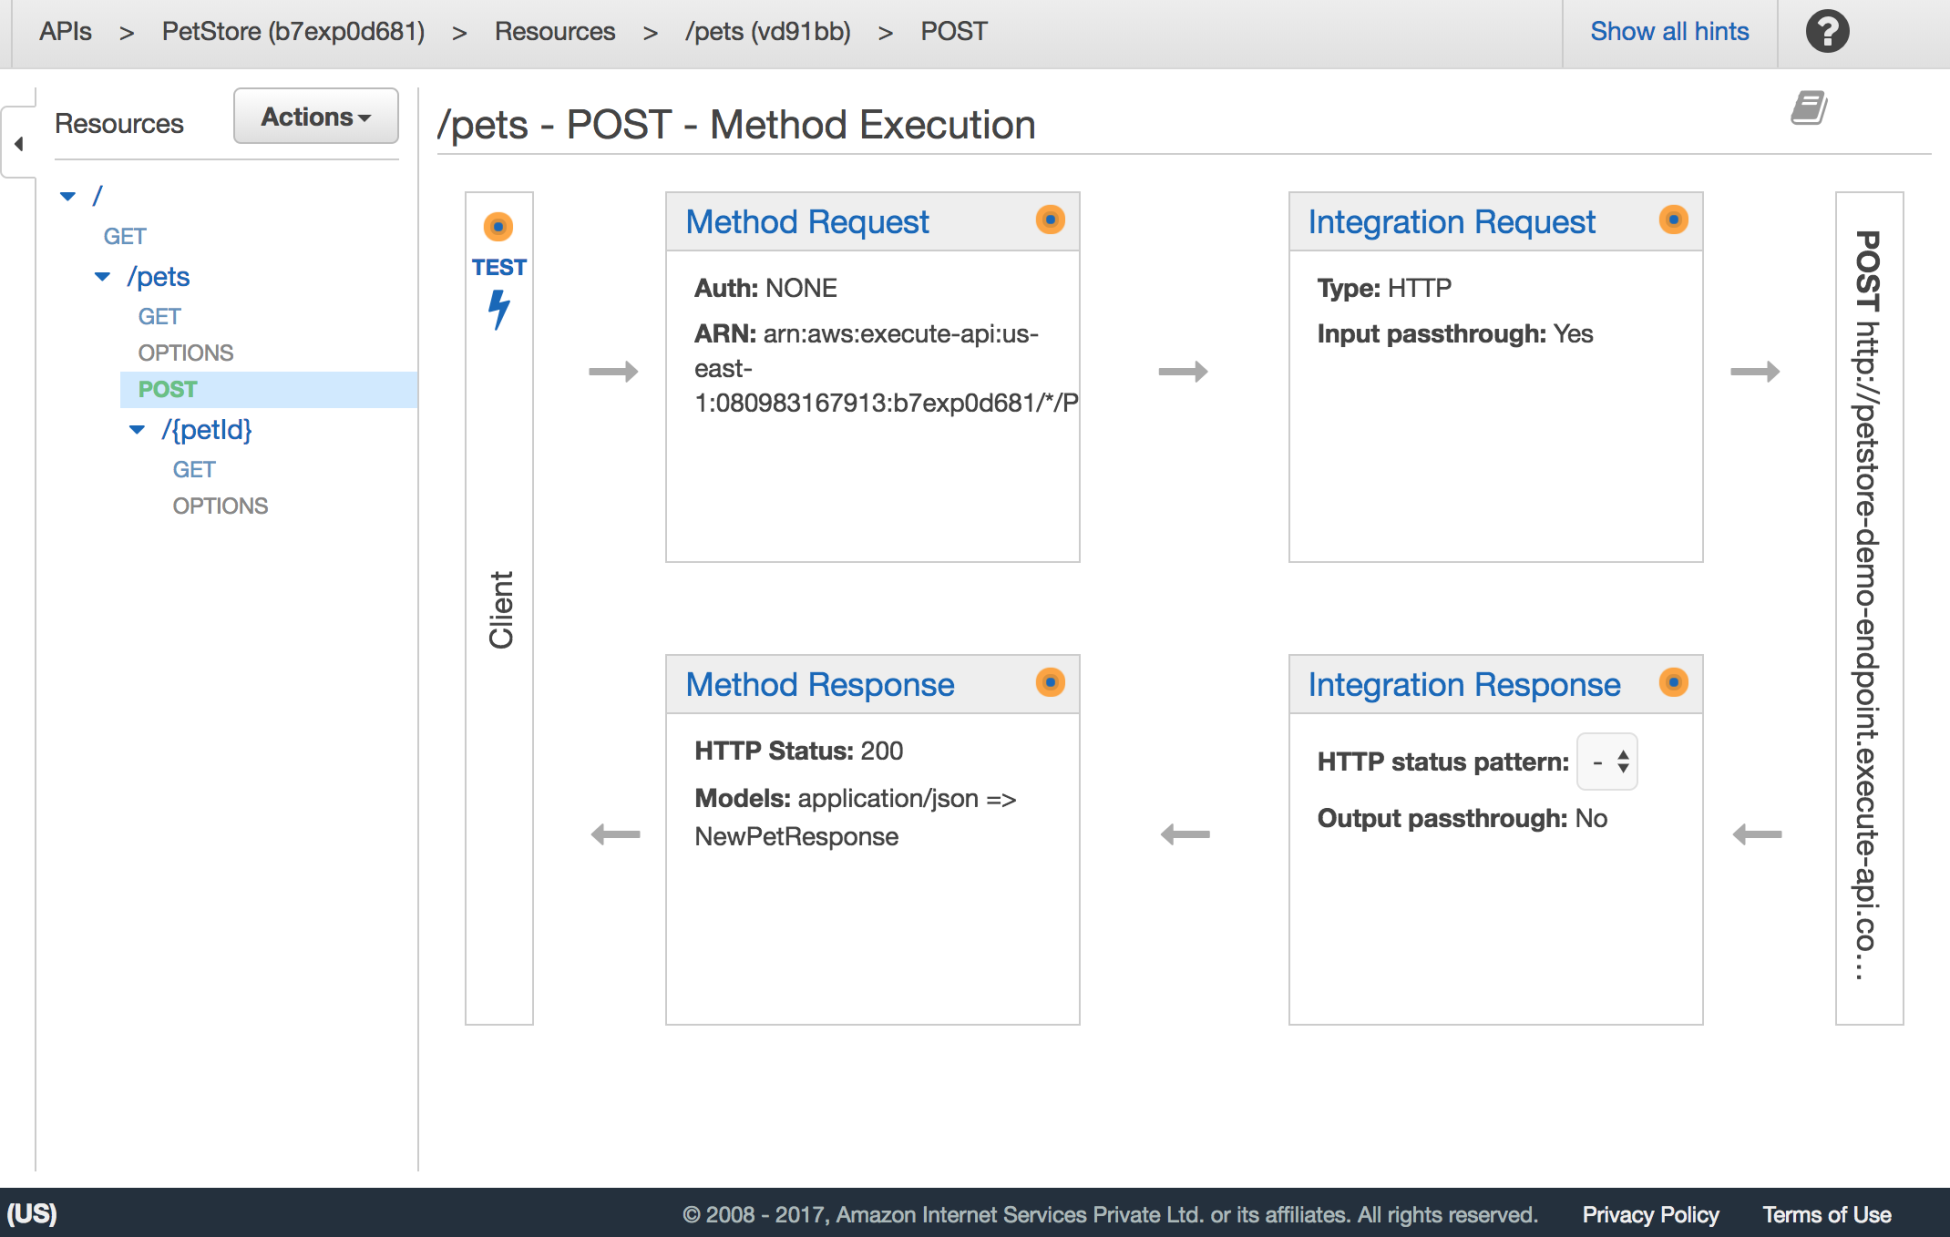 APIs > PetStore (b7exp0d681) > Resources > /pets (vd91bb) > POST
Show all hints
?
Resources
Actions
/
GET
/pets
GET
OPTIONS
POST
/{petId}
GET
OPTIONS
/pets - POST - Method Execution
TEST
Client
Method Request
Auth: NONE
ARN: arn:aws:execute-api:us-
east-
1:080983167913:b7exp0d681/*/P
Integration Request
Type: HTTP
Input passthrough: Yes
POST http://petstore-demo-endpoint.execute-api.co...
Method Response
HTTP Status: 200
Models: application/json =>
NewPetResponse
Integration Response
HTTP status pattern: -
Output passthrough: No
(US)
© 2008 - 2017, Amazon Internet Services Private Ltd. or its affiliates. All rights reserved.
Privacy Policy
Terms of Use